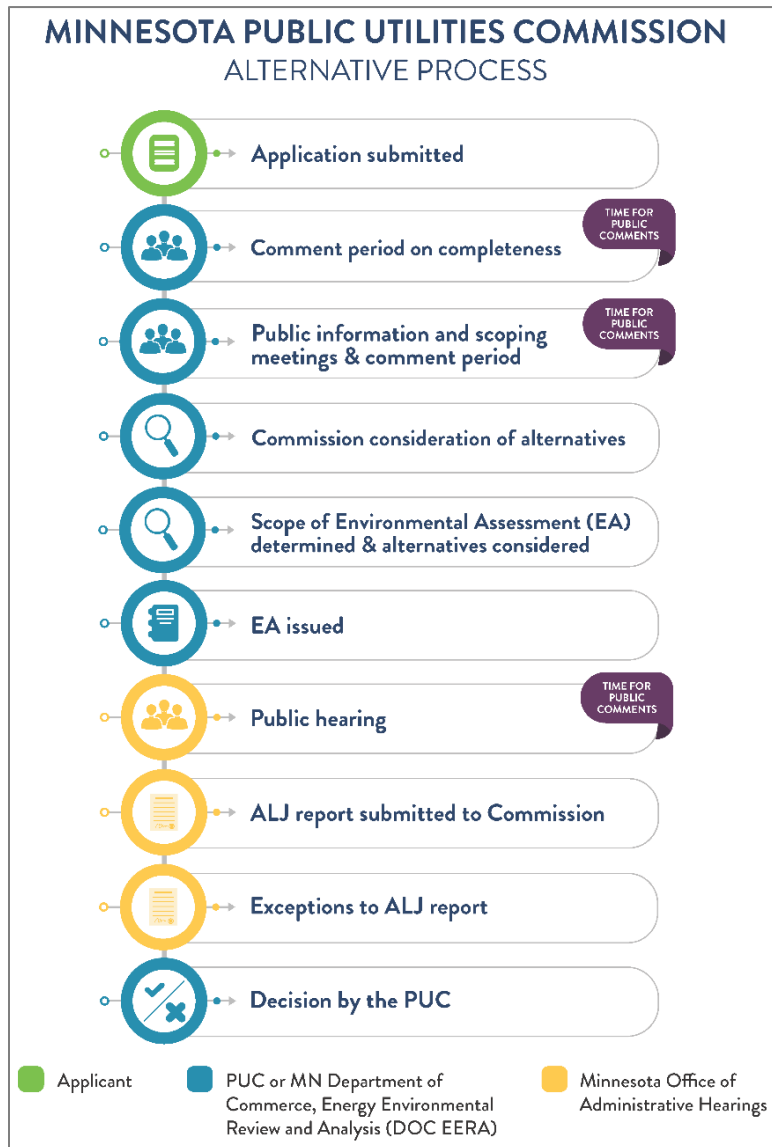 MINNESOTA PUBLIC UTILITIES COMMISSION
ALTERNATIVE PROCESS
Application submitted
TIME FOR
PUBLIC
COMMENTS
Comment period on completeness
TIME FOR
PUBLIC
COMMENTS
Public information and scoping
meetings & comment period
Commission consideration of alternatives
Scope of Environmental Assessment (EA)
determined & alternatives considered
EA issued
TIME FOR
PUBLIC
COMMENTS
Public hearing
ALJ report submitted to Commission
Exceptions to ALJ report
Decision by the PUC
Applicant
PUC or MN Department of
Commerce, Energy Environmental
Review and Analysis (DOC EERA)
Minnesota Office of
Administrative Hearings